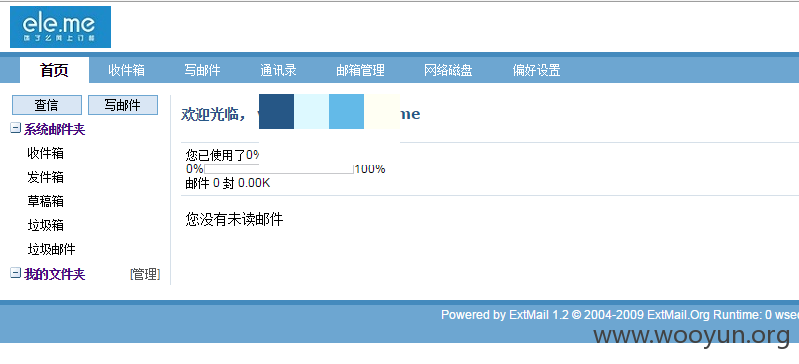 ele.me
饿了么网上订餐
首页 收件箱 写邮件 通讯录 邮箱管理 网络磁盘 偏好设置
查信 写邮件
系统邮件夹
收件箱
发件箱
草稿箱
垃圾箱
垃圾邮件
我的文件夹 [管理]
欢迎光临, me
您已使用了0%
0% 100%
邮件 0 封 0.00K
您没有未读邮件
Powered by ExtMail 1.2 © 2004-2009 ExtMail.Org Runtime: 0 wsec
www.wooyun.org